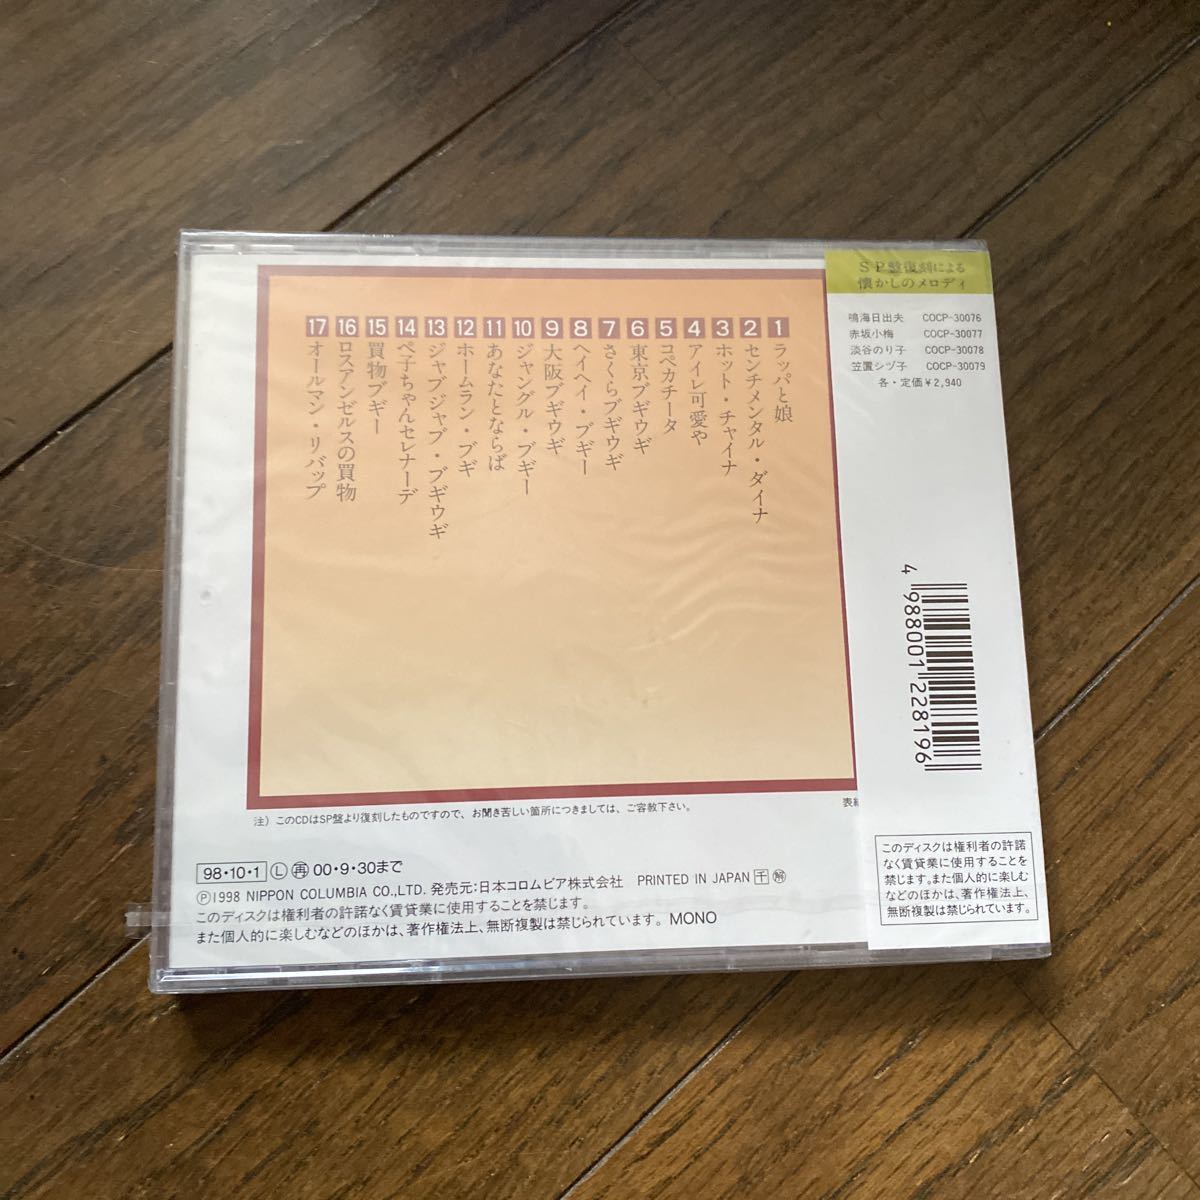 1 ラッパと娘
2 センチメンタル・ダイナ
3 ホット・チャイナ
4 アイレ可愛や
5 コペカチータ
6 東京ブギウギ
7 さくらブギウギ
8 ヘイヘイ・ブギー
9 大阪ブギウギ
10 ジャングル・ブギー
11 あなたとならば
12 ホームラン・ブギ
13 ジャブジャブ・ブギウギ
14 ペ子ちゃんセレナーデ
15 買物ブギー
16 ロスアンゼルスの買物
17 オールマン・リバップ
注）このCDはSP盤より復刻したものですので、お聞き苦しい箇所につきましては、ご容赦下さい。
98・10・1 Ⓛ 再 00・9・30まで
Ⓟ1998 NIPPON COLUMBIA CO.,LTD. 発売元:日本コロムビア株式会社 PRINTED IN JAPAN 干 解
このディスクは権利者の許諾なく賃貸業に使用することを禁じます。
また個人的に楽しむなどのほかは、著作権法上、無断複製は禁じられています。 MONO
SP盤復刻による
懐かしのメロディ
鳴海日出夫 COCP-30076
赤坂小梅 COCP-30077
淡谷のり子 COCP-30078
笠置シヅ子 COCP-30079
各・定価¥2,940
4 988001 228196
このディスクは権利者の許諾
なく賃貸業に使用することを
禁じます。また個人的に楽しむ
などのほかは、著作権法上、
無断複製は禁じられています。